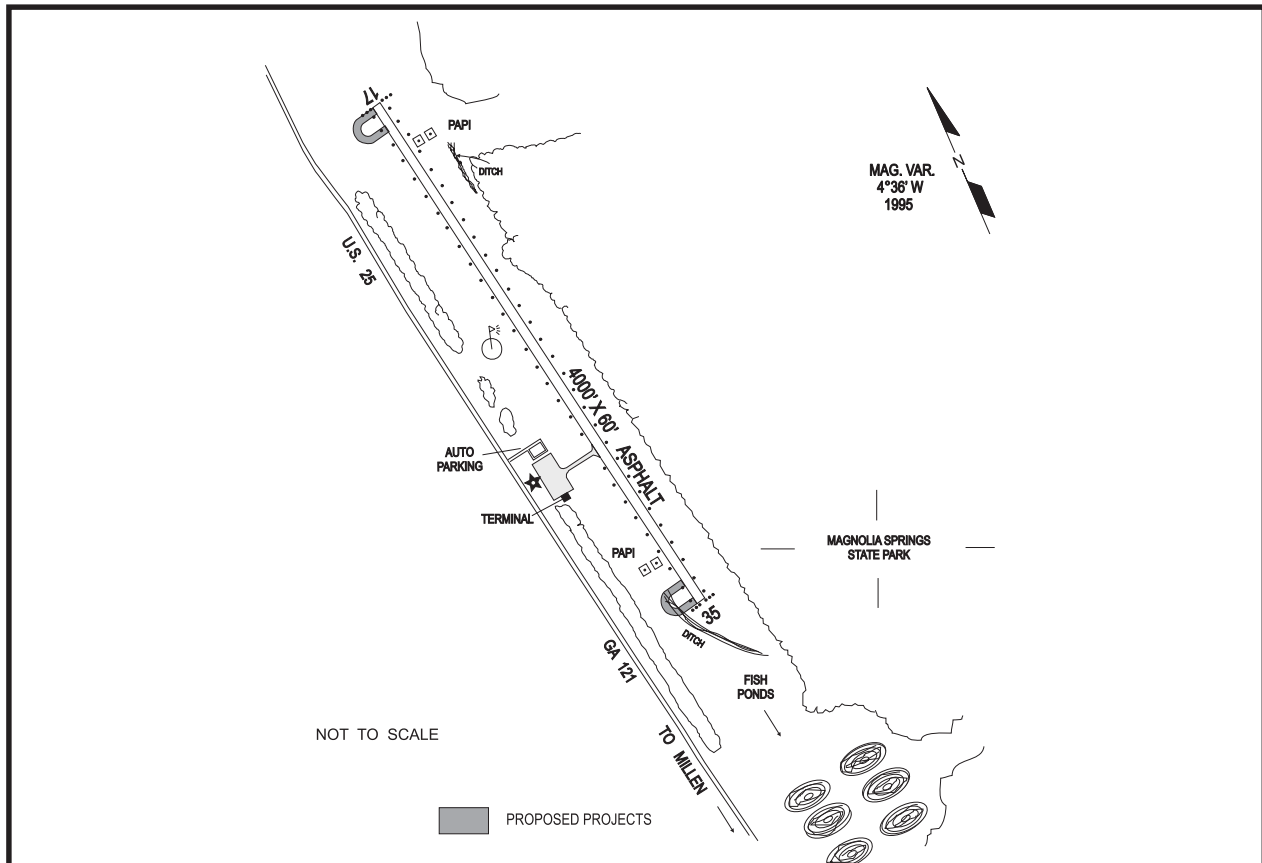 17
PAPI
DITCH
MAG. VAR.
4°36' W
1995
N
U.S. 25
4000' X 60' ASPHALT
AUTO
PARKING
TERMINAL
PAPI
MAGNOLIA SPRINGS
STATE PARK
35
DITCH
GA 121
FISH
PONDS
NOT TO SCALE
TO MILLEN
PROPOSED PROJECTS